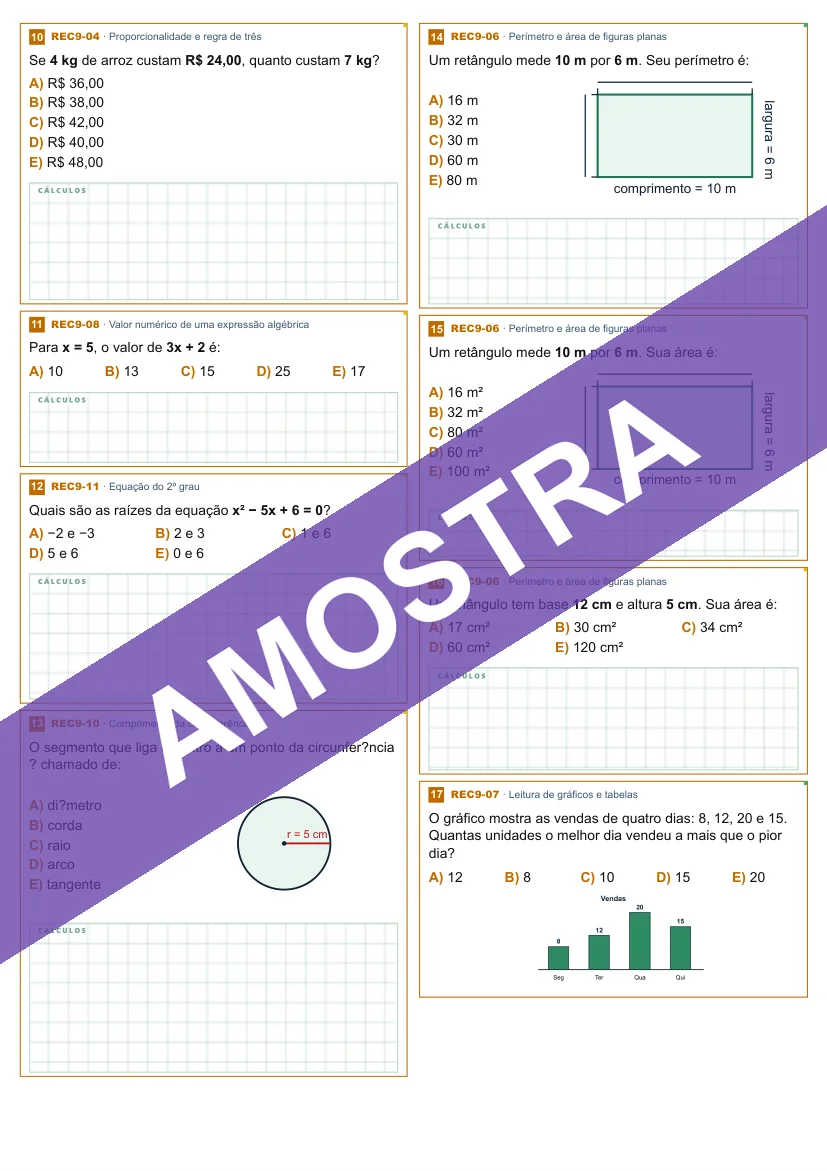 10 REC9-04 · Proporcionalidade e regra de três
Se 4 kg de arroz custam R$ 24,00, quanto custam 7 kg?
A) R$ 36,00
B) R$ 38,00
C) R$ 42,00
D) R$ 40,00
E) R$ 48,00
CÁLCULOS
11 REC9-08 · Valor numérico de uma expressão algébrica
Para x = 5, o valor de 3x + 2 é:
A) 10 B) 13 C) 15 D) 25 E) 17
CÁLCULOS
12 REC9-11 · Equação do 2º grau
Quais são as raízes da equação x² − 5x + 6 = 0?
A) −2 e −3 B) 2 e 3 C) 1 e 6
D) 5 e 6 E) 0 e 6
CÁLCULOS
13 REC9-10 ·
O segmento que liga a um ponto da circunfer?ncia
? chamado de:
A) di?metro
B) corda
C) raio
D) arco
E) tangente
r = 5 cm
CÁLCULOS
14 REC9-06 · Perímetro e área de figuras planas
Um retângulo mede 10 m por 6 m. Seu perímetro é:
A) 16 m
B) 32 m
C) 30 m
D) 60 m
E) 80 m
largura = 6 m
comprimento = 10 m
CÁLCULOS
15 REC9-06 · Perímetro e área de figuras planas
Um retângulo mede 10 m por 6 m. Sua área é:
A) 16 m²
B) 32 m²
C) 80 m²
D) 60 m²
E) 100 m²
largura = 6 m
comprimento = 10 m
· Perímetro e área de figuras planas
tem base 12 cm e altura 5 cm. Sua área é:
A) 17 cm² B) 30 cm² C) 34 cm²
D) 60 cm² E) 120 cm²
CÁLCULOS
17 REC9-07 · Leitura de gráficos e tabelas
O gráfico mostra as vendas de quatro dias: 8, 12, 20 e 15.
Quantas unidades o melhor dia vendeu a mais que o pior
dia?
A) 12 B) 8 C) 10 D) 15 E) 20
Vendas
8 12 20 15
Seg Ter Qua Qui
AMOSTRA